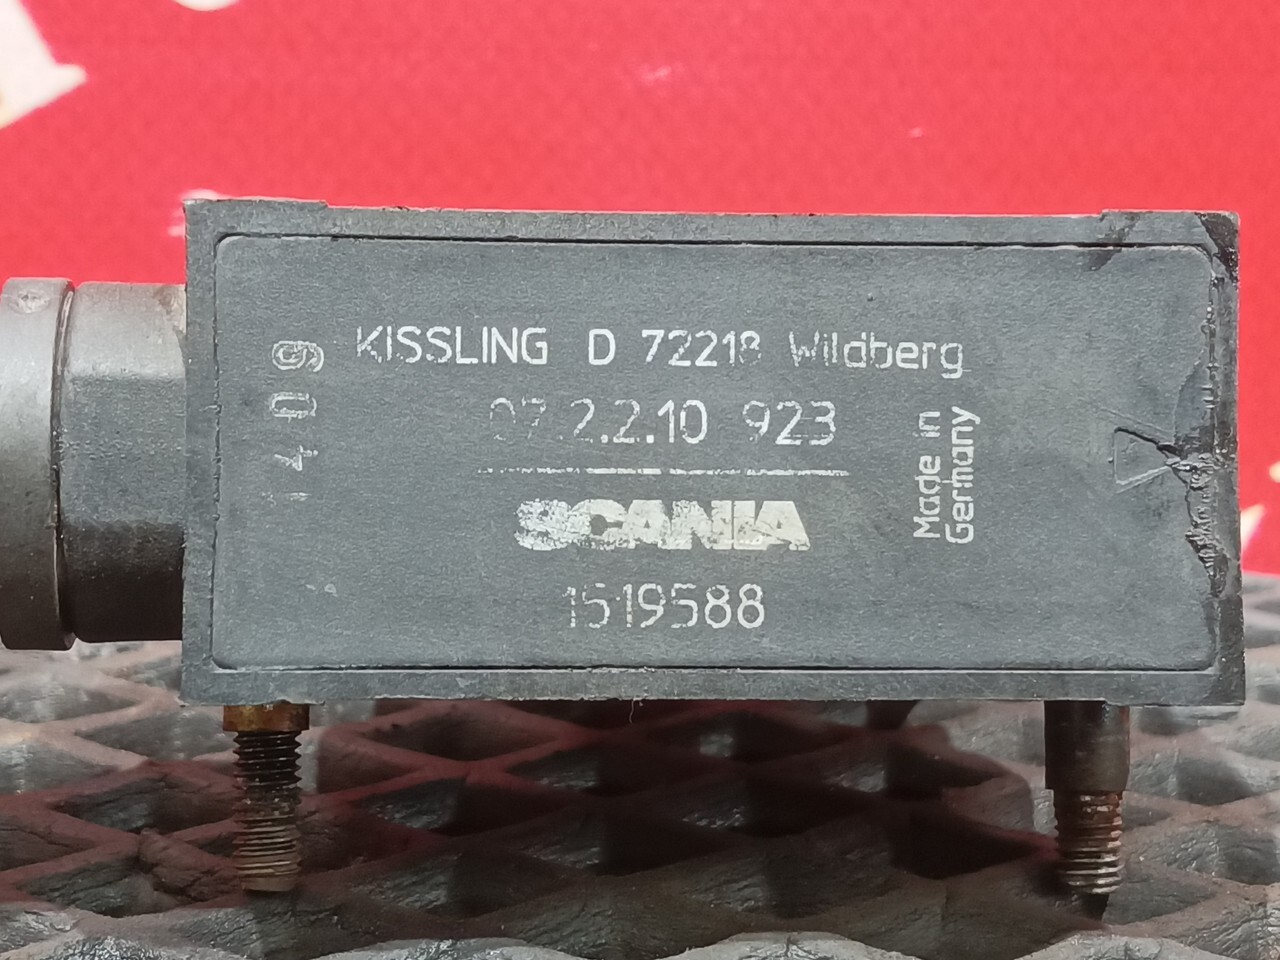 KISSLING D 72218 Wildberg
07.2.2.10 923
SCANIA
1519588
Made in
Germany
1409